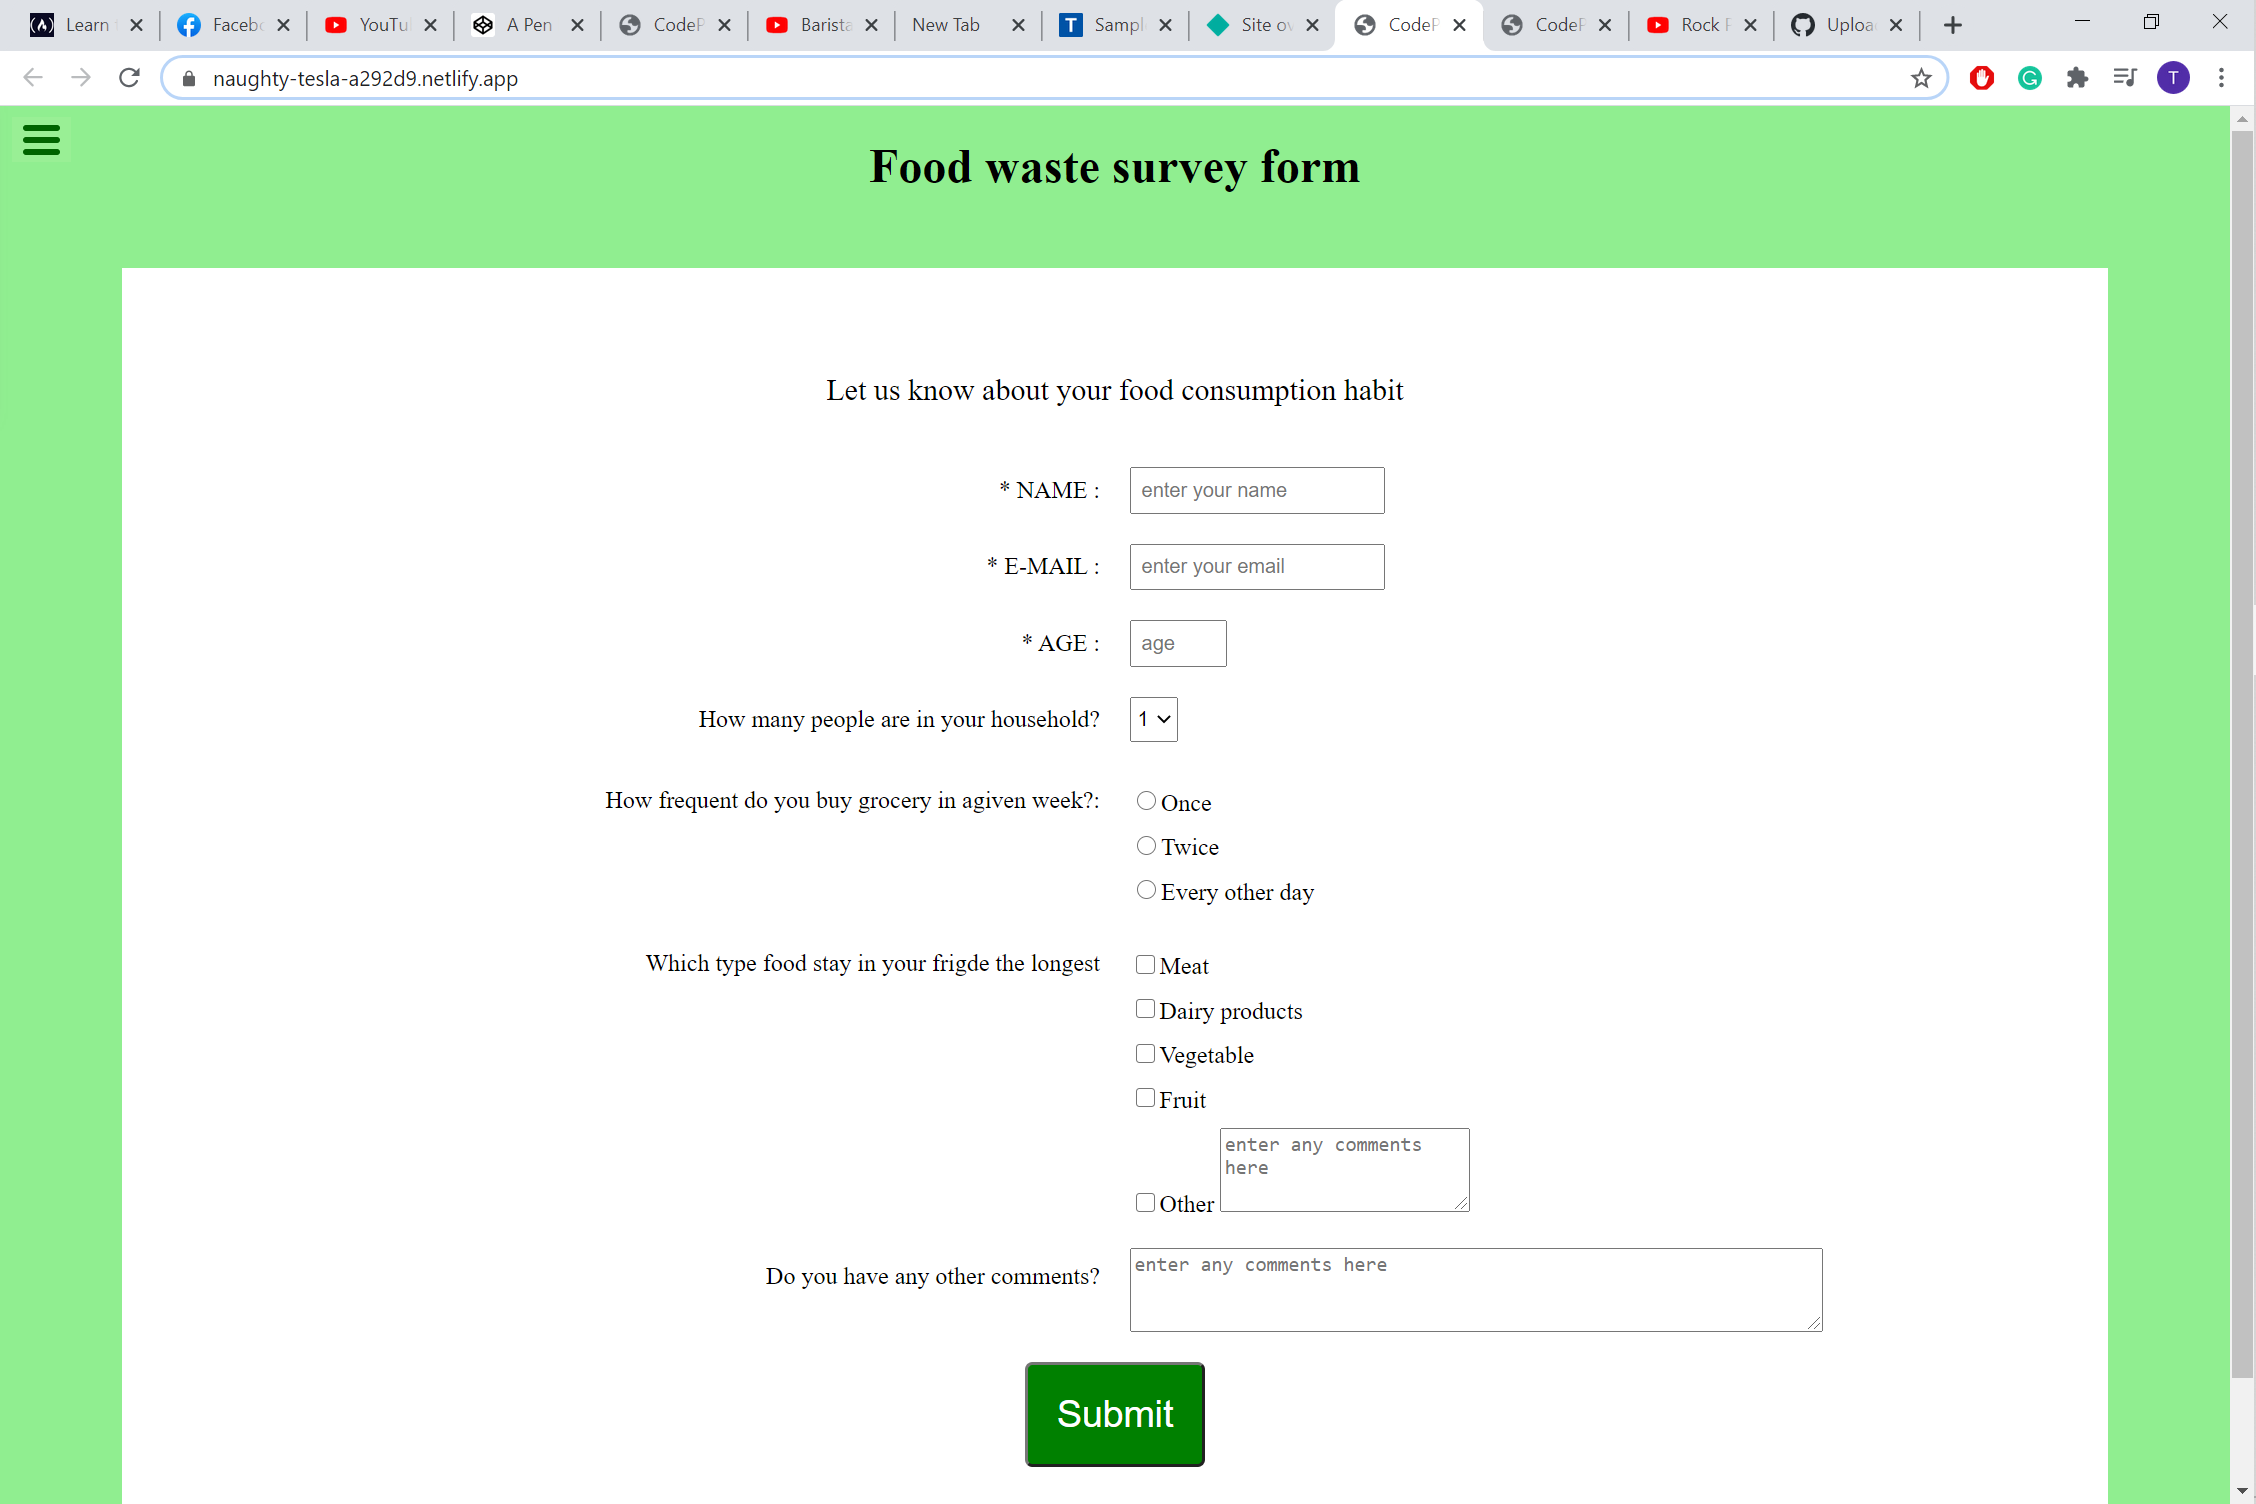 Learn
Faceb
YouTu
A Pen
CodeP
Barista
New Tab
T
Sampl
Site ov
CodeP
CodeP
Rock
Uploa
naughty-tesla-a292d9.netlify.app
T
Food waste survey form
Let us know about your food consumption habit
* NAME : enter your name
* E-MAIL : enter your email
* AGE : age
How many people are in your household? 1
How frequent do you buy grocery in agiven week?: Once
Twice
Every other day
Which type food stay in your frigde the longest Meat
Dairy products
Vegetable
Fruit
enter any comments
here
Other
Do you have any other comments? enter any comments here
Submit